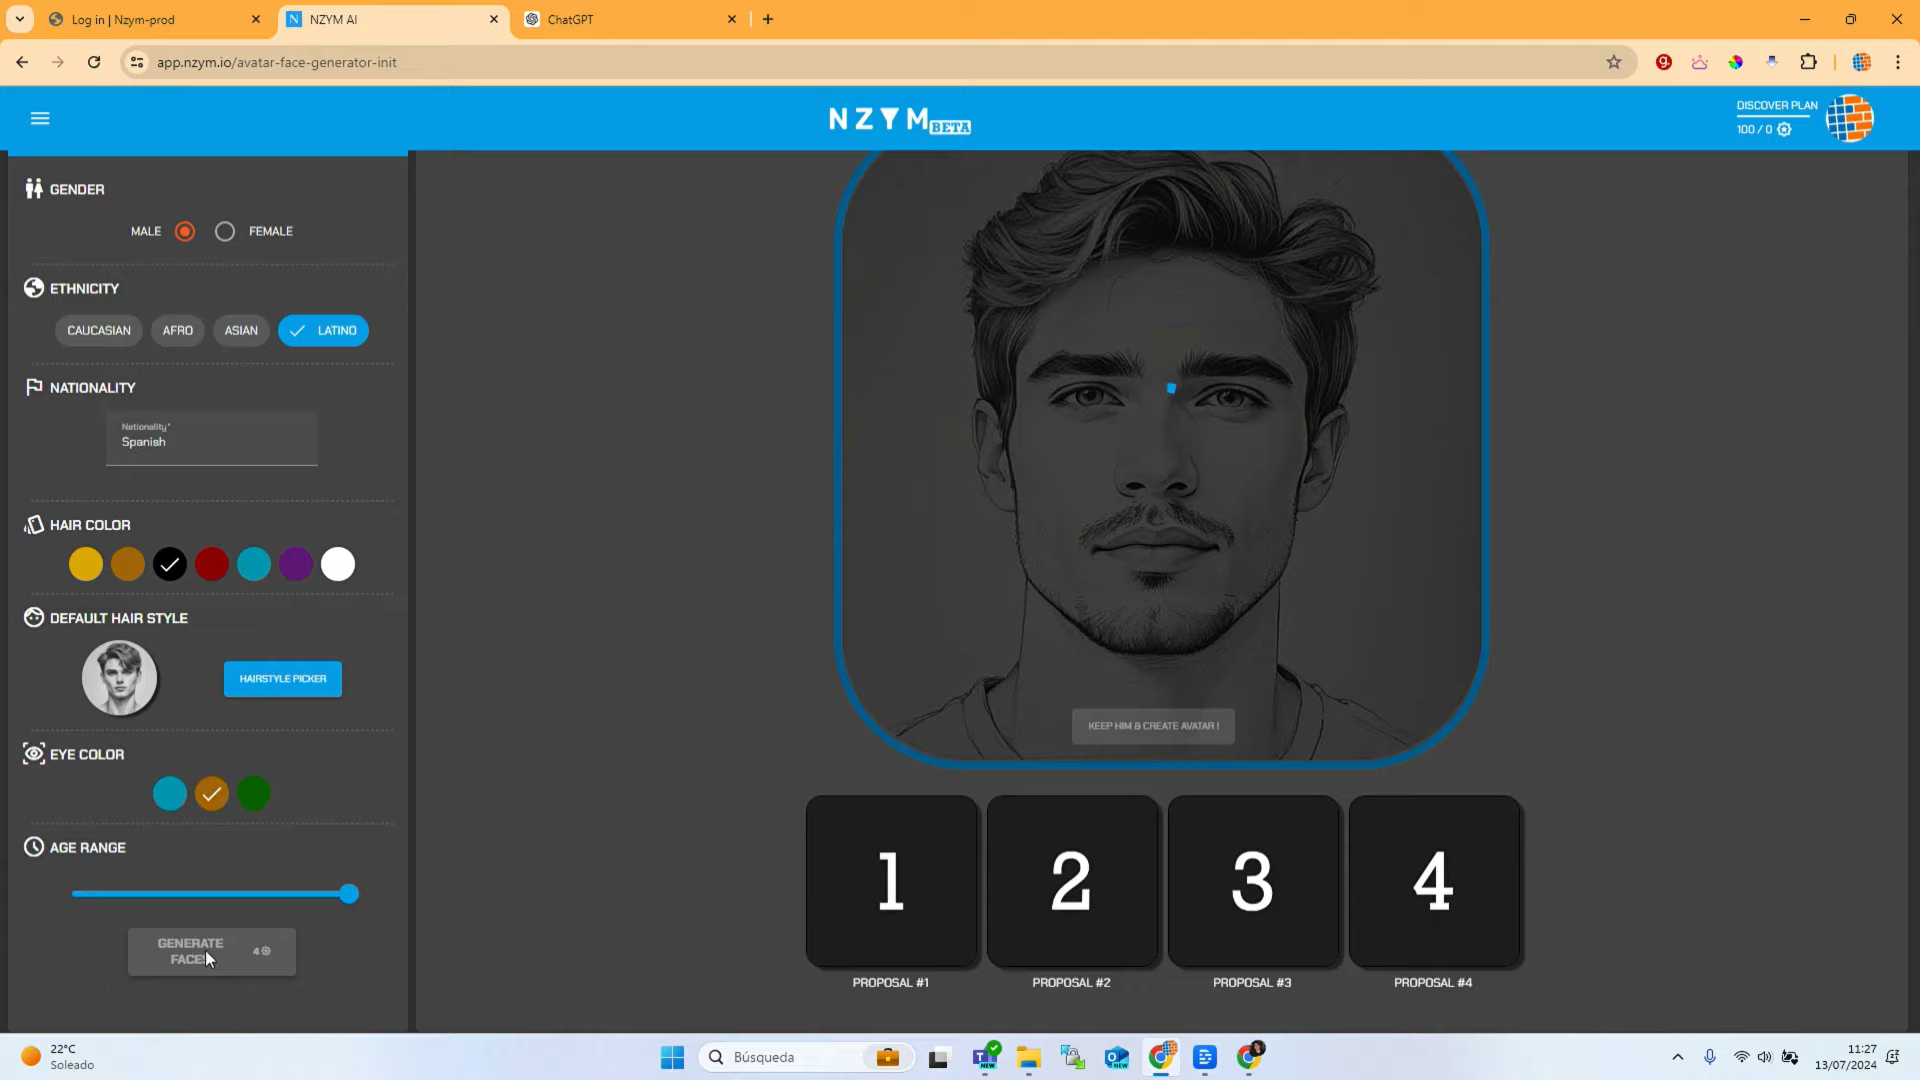 Log in | Nzym-prod
NZYM AI
ChatGPT
app.nzym.io/avatar-face-generator-init
NZYM BETA
DISCOVER PLAN
100 / 0
GENDER
MALE
FEMALE
ETHNICITY
CAUCASIAN
AFRO
ASIAN
LATINO
NATIONALITY
Nationality*
Spanish
HAIR COLOR
DEFAULT HAIR STYLE
HAIRSTYLE PICKER
EYE COLOR
AGE RANGE
GENERATE
FACES
4
KEEP HIM & CREATE AVATAR !
1
2
3
4
PROPOSAL #1
PROPOSAL #2
PROPOSAL #3
PROPOSAL #4
22°C
Soleado
Búsqueda
NEW
NEW
11:27
13/07/2024